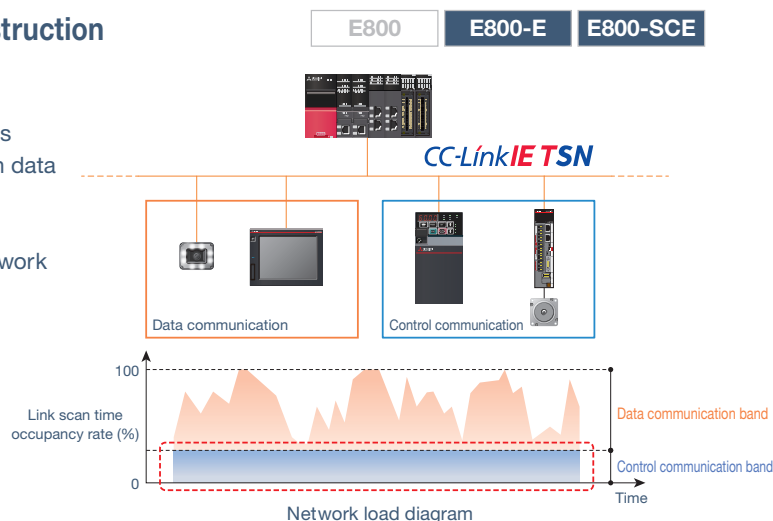 struction
E800
E800-E
E800-SCE
s
n data
work
CC-Link IE TSN
Data communication
Control communication
100
Link scan time
occupancy rate (%)
0
Data communication band
Control communication band
Time
Network load diagram